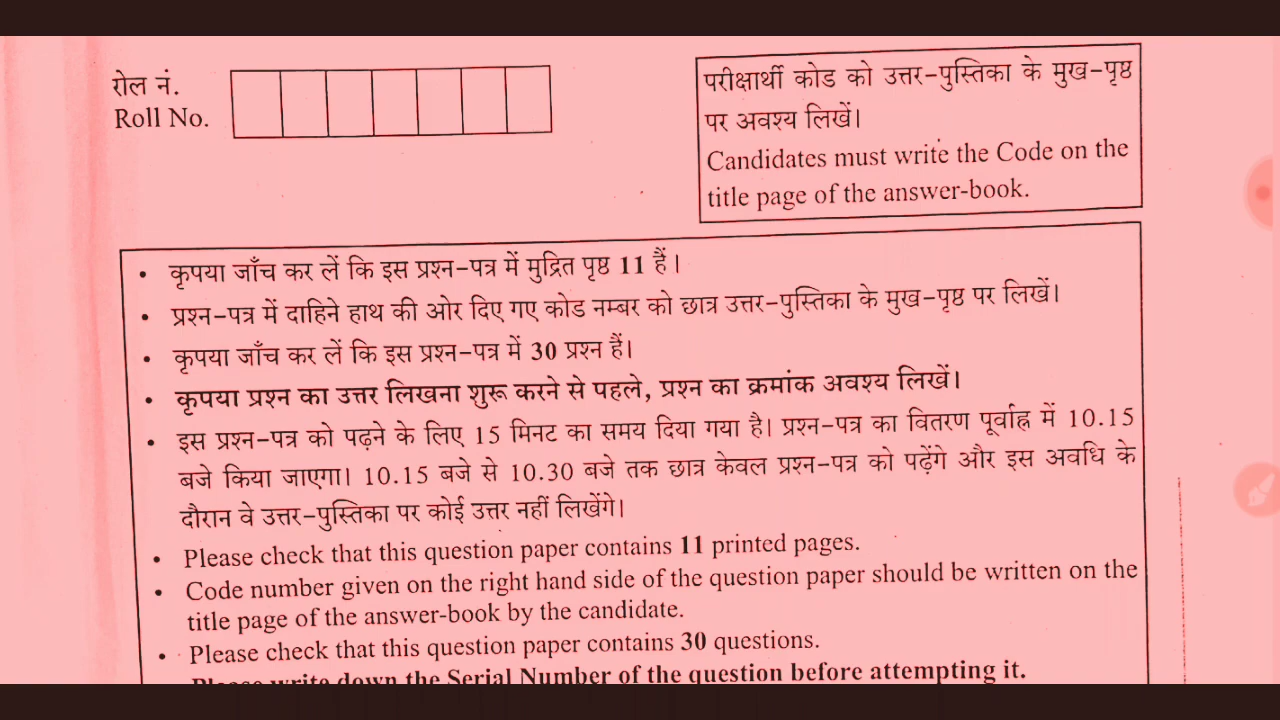 रोल नं.
Roll No.
परीक्षार्थी कोड को उत्तर-पुस्तिका के मुख-पृष्ठ
पर अवश्य लिखें।
Candidates must write the Code on the
title page of the answer-book.
• कृपया जाँच कर लें कि इस प्रश्न-पत्र में मुद्रित पृष्ठ 11 हैं।
• प्रश्न-पत्र में दाहिने हाथ की ओर दिए गए कोड नम्बर को छात्र उत्तर-पुस्तिका के मुख-पृष्ठ पर लिखें।
• कृपया जाँच कर लें कि इस प्रश्न-पत्र में 30 प्रश्न हैं।
• कृपया प्रश्न का उत्तर लिखना शुरू करने से पहले, प्रश्न का क्रमांक अवश्य लिखें।
• इस प्रश्न-पत्र को पढ़ने के लिए 15 मिनट का समय दिया गया है। प्रश्न-पत्र का वितरण पूर्वाह्न में 10.15
बजे किया जाएगा। 10.15 बजे से 10.30 बजे तक छात्र केवल प्रश्न-पत्र को पढ़ेंगे और इस अवधि के
दौरान वे उत्तर-पुस्तिका पर कोई उत्तर नहीं लिखेंगे।
• Please check that this question paper contains 11 printed pages.
• Code number given on the right hand side of the question paper should be written on the
title page of the answer-book by the candidate.
• Please check that this question paper contains 30 questions.
Please write down the Serial Number of the question before attempting it.